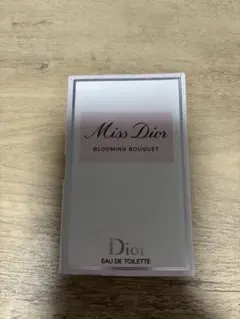 Miss Dior
BLOOMING BOUQUET
Dior
EAU DE TOILETTE